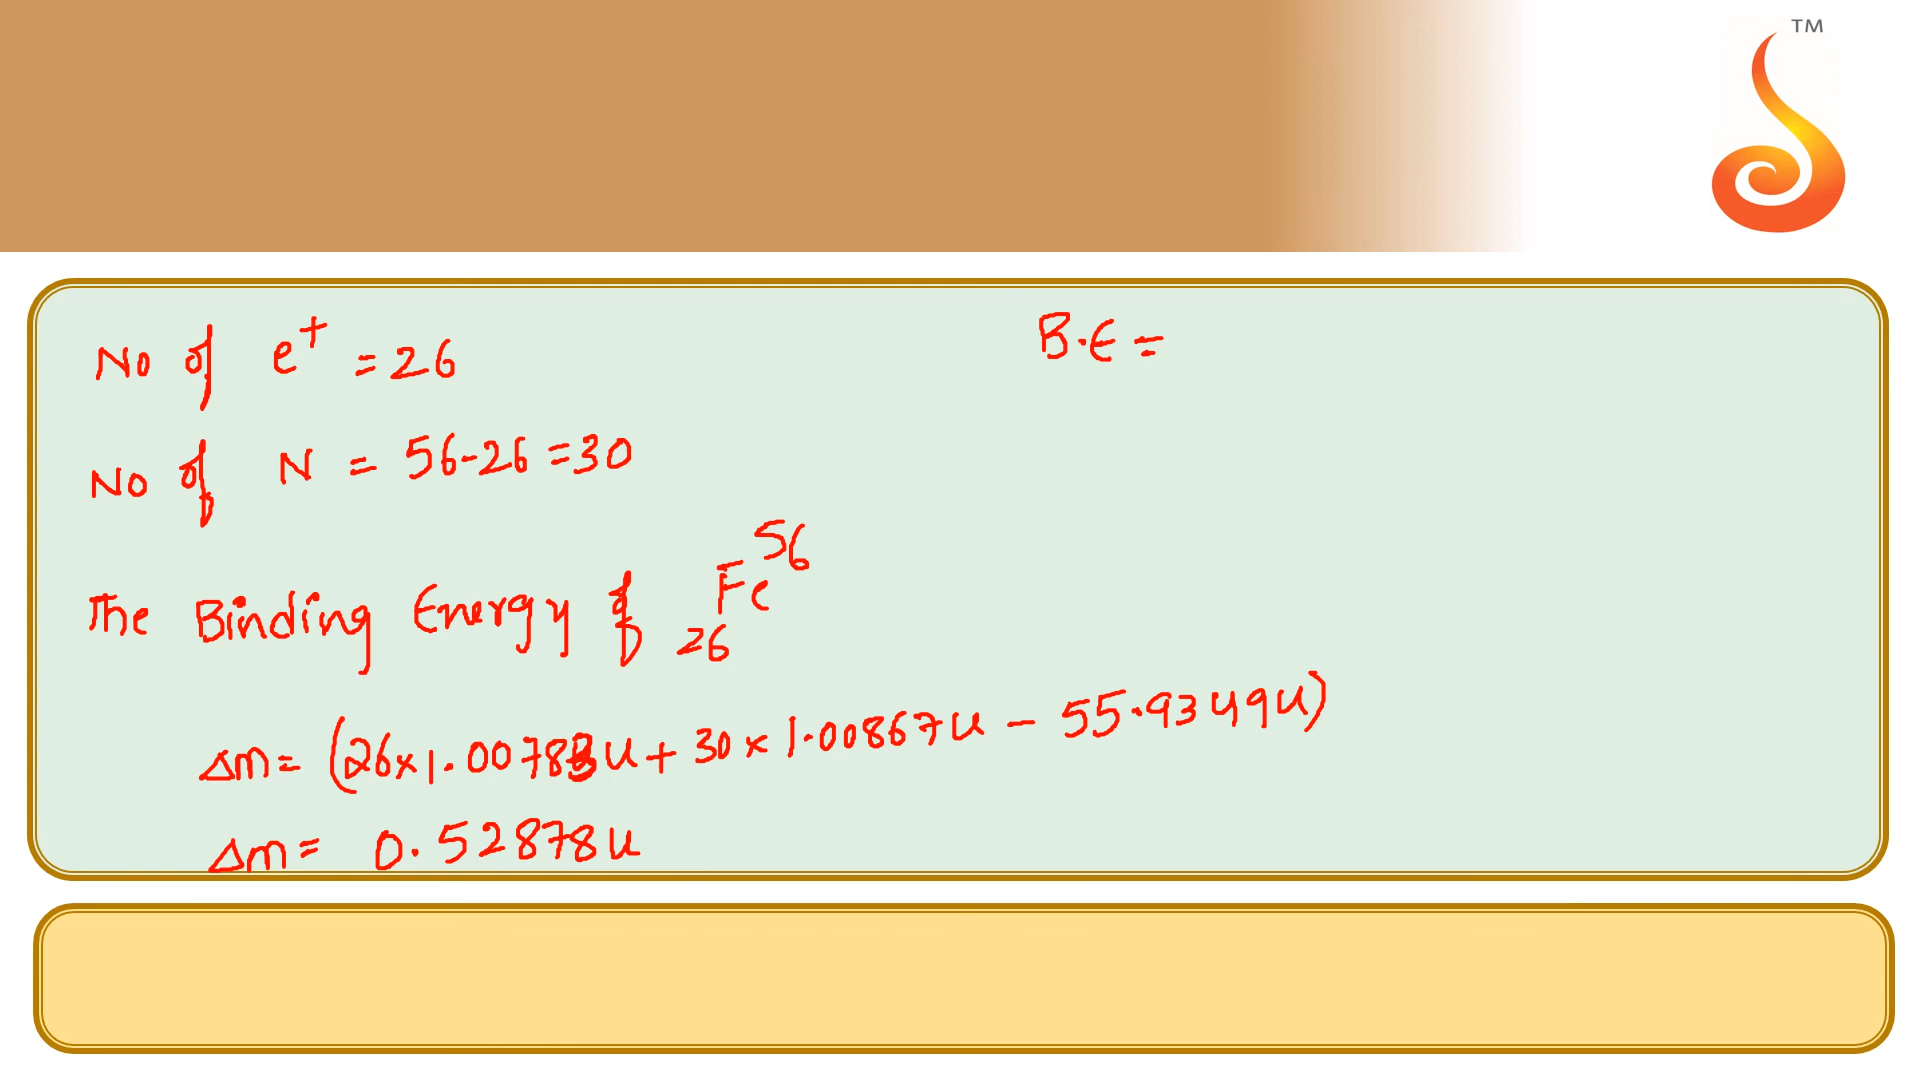 TM
No of e⁺ = 26
B.E =
No of N = 56-26 = 30
The Binding Energy of ₂₆Fe⁵⁶
Δm = (26×1.00783u + 30×1.00867u - 55.9349u)
Δm = 0.52878u